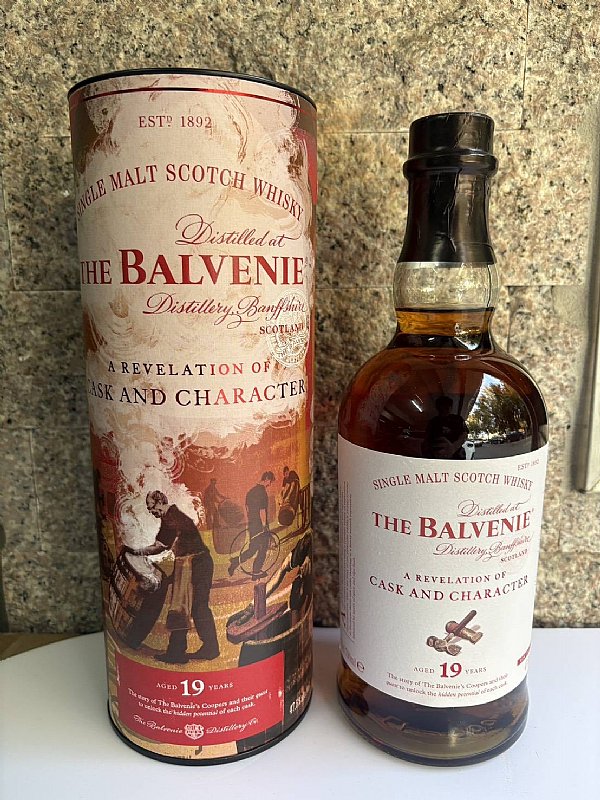 ESTD 1892
SINGLE MALT SCOTCH WHISKY
Distilled at
THE BALVENIE
Distillery, Banffshire
SCOTLAND
A REVELATION OF
CASK AND CHARACTER
AGED 19 YEARS
The story of The Balvenie's Coopers and their quest
to unlock the hidden potential of each cask.
The Balvenie Distillery Co.
ESTD 1892
SINGLE MALT SCOTCH WHISKY
Distilled at
THE BALVENIE
Distillery, Banffshire
SCOTLAND
A REVELATION OF
CASK AND CHARACTER
AGED 19 YEARS
The story of The Balvenie's Coopers and their
quest to unlock the hidden potential of each cask.